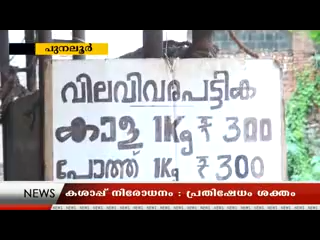 പുനലൂർ
വിലവിവരപട്ടിക
കാള 1Kg ₹ 300
പോത്ത് 1Kg ₹ 300
NEWS കശാപ്പ് നിരോധനം : പ്രതിഷേധം ശക്തം